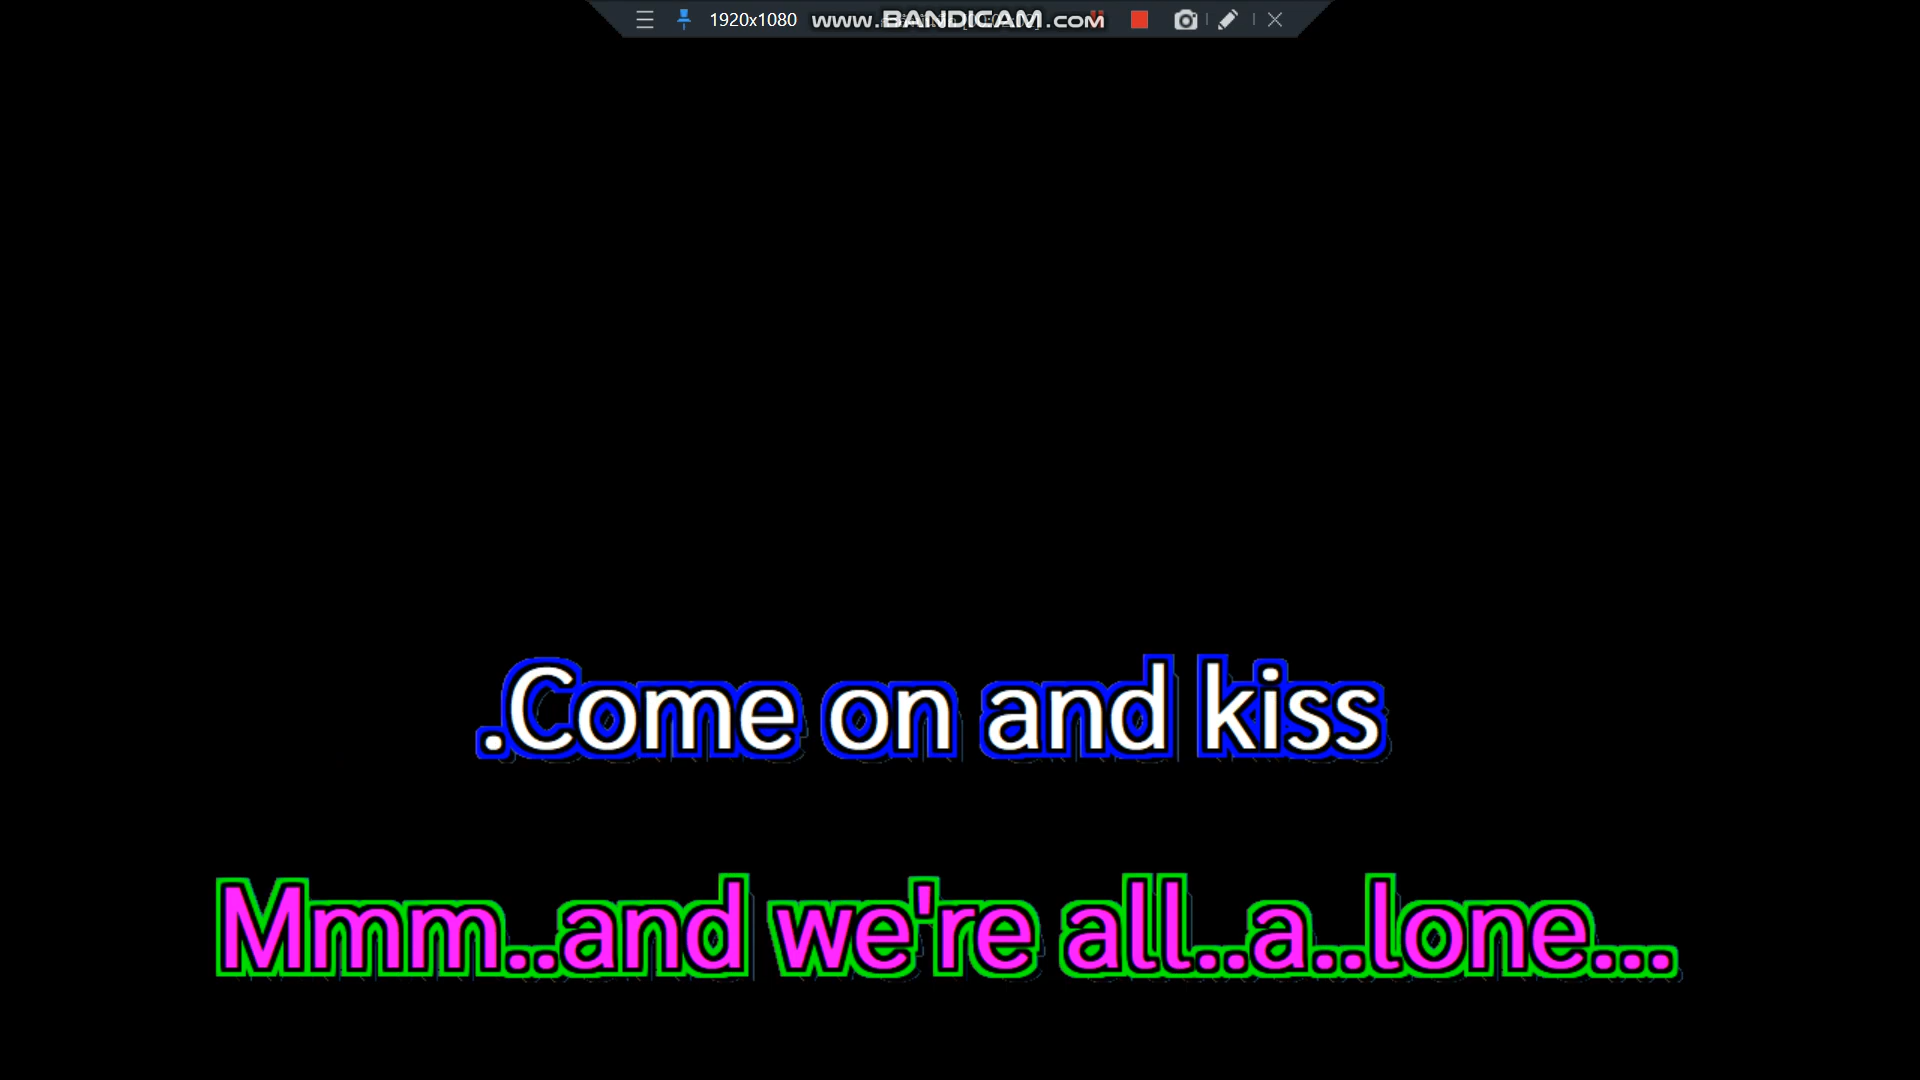 1920x1080 www.BANDICAM.com
.Come on and kiss
Mmm..and we're all..a..lone...